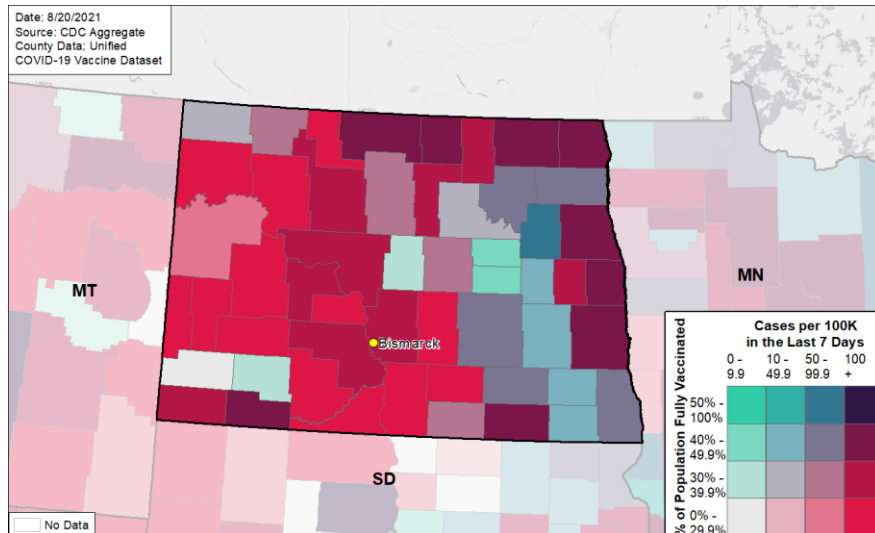 Date: 8/20/2021
Source: CDC Aggregate
County Data; Unified
COVID-19 Vaccine Dataset
MT
MN
Bismarck
SD
No Data
Cases per 100K
in the Last 7 Days
0 - 10 - 50 - 100
9.9 49.9 99.9 +
% of Population Fully Vaccinated
50% -
100%
40% -
49.9%
30% -
39.9%
0% -
29.9%